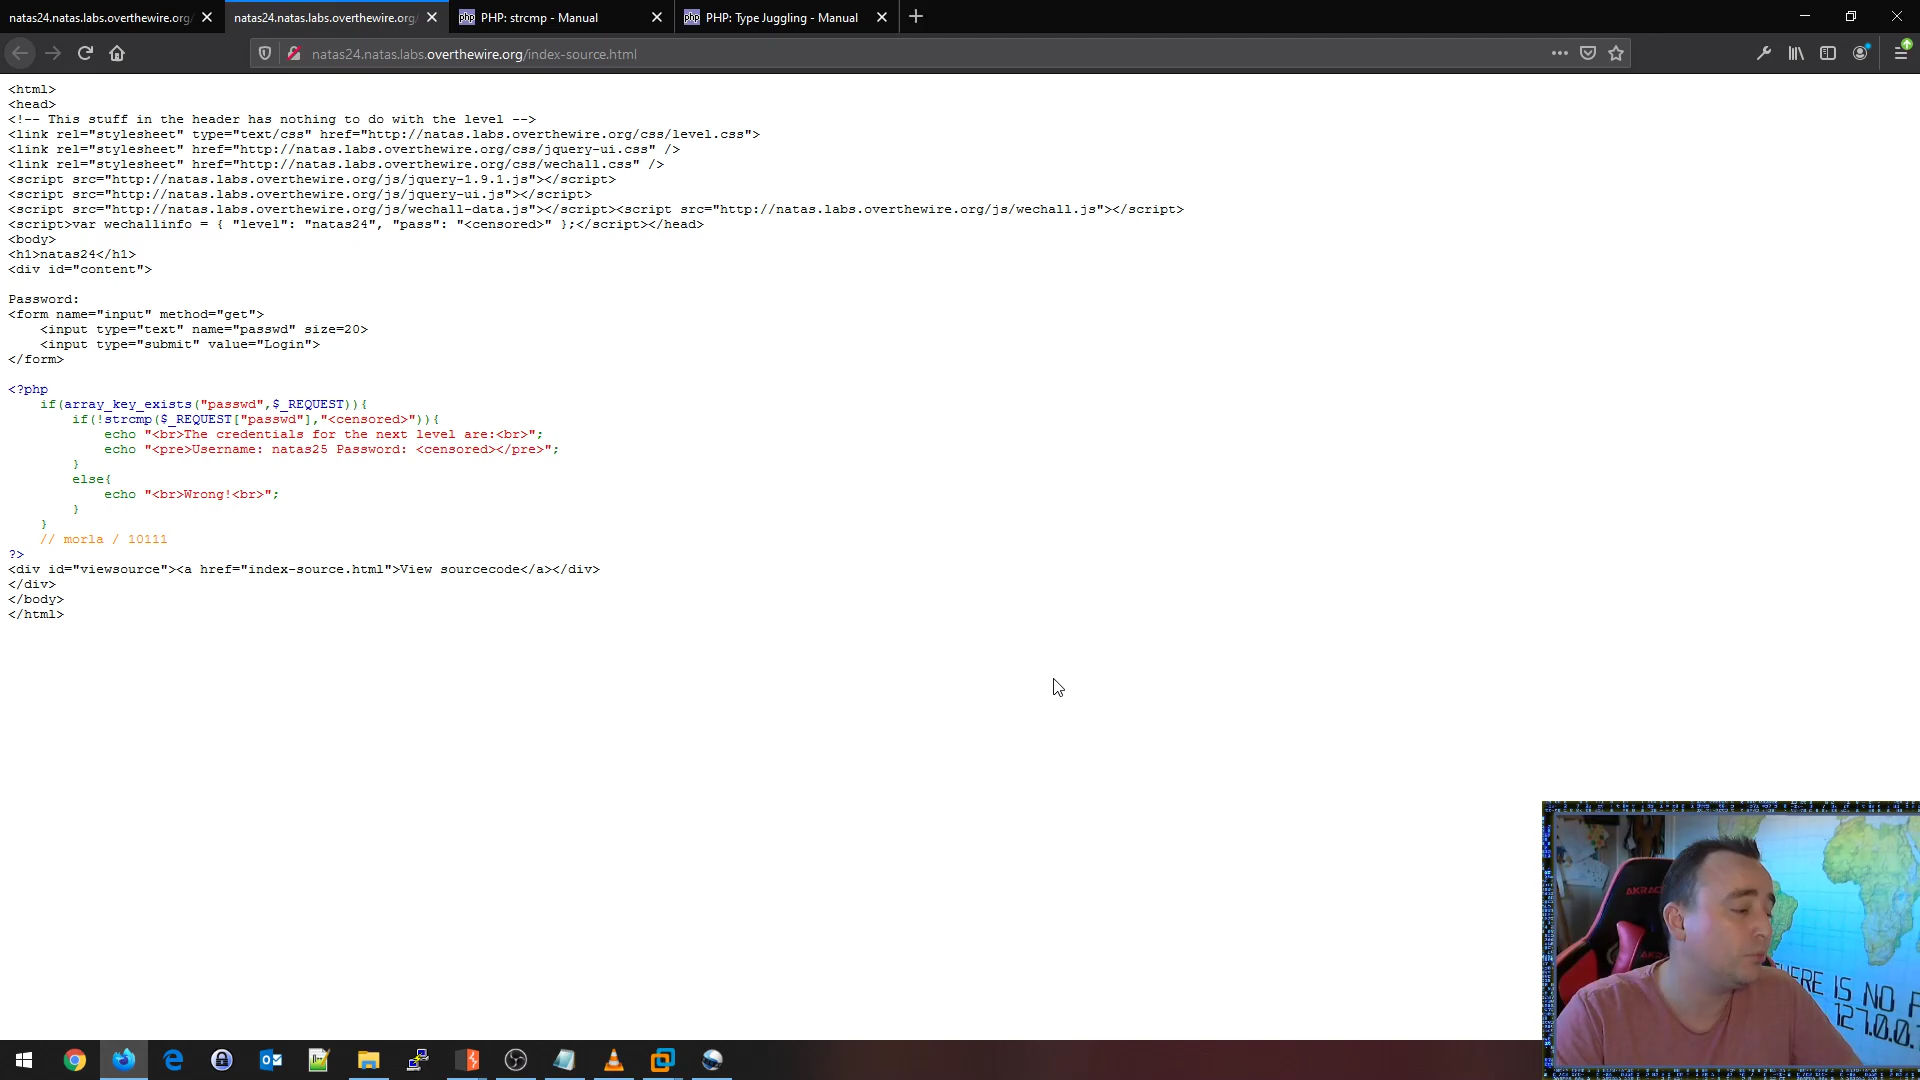 natas24.natas.labs.overthewire.org/
natas24.natas.labs.overthewire.org/
PHP: strcmp - Manual
PHP: Type Juggling - Manual
natas24.natas.labs.overthewire.org/index-source.html
<html>
<head>
<!-- This stuff in the header has nothing to do with the level -->
<link rel="stylesheet" type="text/css" href="http://natas.labs.overthewire.org/css/level.css">
<link rel="stylesheet" href="http://natas.labs.overthewire.org/css/jquery-ui.css" />
<link rel="stylesheet" href="http://natas.labs.overthewire.org/css/wechall.css" />
<script src="http://natas.labs.overthewire.org/js/jquery-1.9.1.js"></script>
<script src="http://natas.labs.overthewire.org/js/jquery-ui.js"></script>
<script src="http://natas.labs.overthewire.org/js/wechall-data.js"></script><script src="http://natas.labs.overthewire.org/js/wechall.js"></script>
<script>var wechallinfo = { "level": "natas24", "pass": "<censored>" };</script></head>
<body>
<h1>natas24</h1>
<div id="content">
Password:
<form name="input" method="get">
    <input type="text" name="passwd" size=20>
    <input type="submit" value="Login">
</form>
<?php
    if(array_key_exists("passwd",$_REQUEST)){
        if(!strcmp($_REQUEST["passwd"],"<censored>")){
            echo "<br>The credentials for the next level are:<br>";
            echo "<pre>Username: natas25 Password: <censored></pre>";
        }
        else{
            echo "<br>Wrong!<br>";
        }
    }
    // morla / 10111
?>
<div id="viewsource"><a href="index-source.html">View sourcecode</a></div>
</div>
</body>
</html>
AKRAC
IS NO
127.0.0.